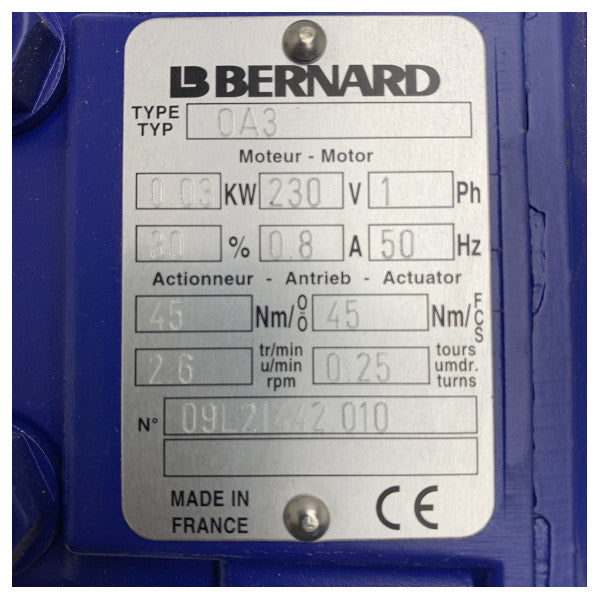 LB BERNARD
TYPE
TYP OA3
Moteur - Motor
0.03 KW 230 V 1 Ph
30 % 0.8 A 50 Hz
Actionneur - Antrieb - Actuator
45 Nm/O Ö 45 Nm/F C S
2.6 tr/min u/min rpm 0.25 tours umdr. turns
N° 09L21442.010
MADE IN
FRANCE CE